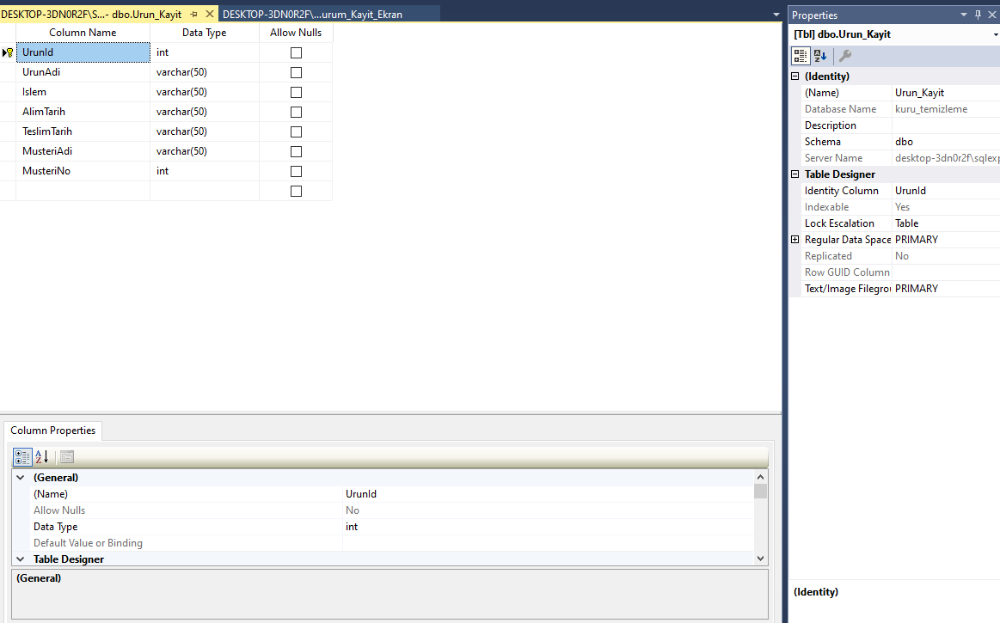 DESKTOP-3DN0R2F\S...- dbo.Urun_Kayit
DESKTOP-3DN0R2F\...urum_Kayit_Ekran
Column Name Data Type Allow Nulls
UrunId int
UrunAdi varchar(50)
Islem varchar(50)
AlimTarih varchar(50)
TeslimTarih varchar(50)
MusteriAdi varchar(50)
MusteriNo int
Column Properties
(General)
(Name) UrunId
Allow Nulls No
Data Type int
Default Value or Binding
Table Designer
(General)
Properties
[Tbl] dbo.Urun_Kayit
(Identity)
(Name) Urun_Kayit
Database Name kuru_temizleme
Description
Schema dbo
Server Name desktop-3dn0r2f\sqlexp
Table Designer
Identity Column UrunId
Indexable Yes
Lock Escalation Table
Regular Data Space PRIMARY
Replicated No
Row GUID Column
Text/Image Filegrou PRIMARY
(Identity)